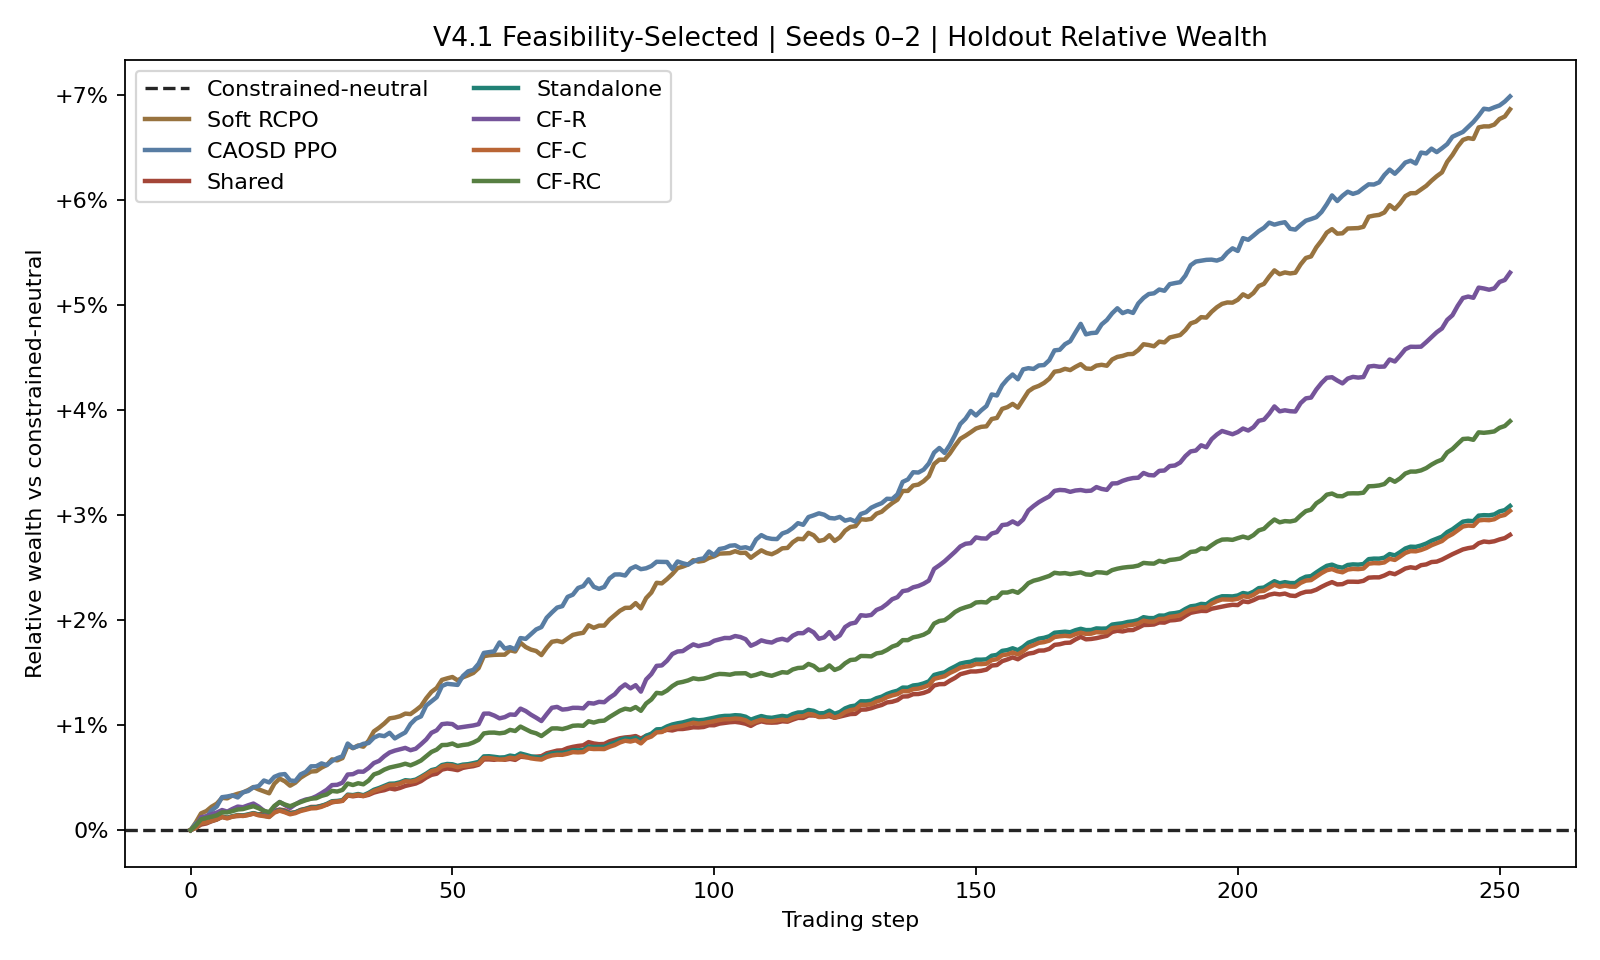 V4.1 Feasibility-Selected | Seeds 0–2 | Holdout Relative Wealth
Constrained-neutral
Soft RCPO
CAOSD PPO
Shared
Standalone
CF-R
CF-C
CF-RC
Relative wealth vs constrained-neutral
+7%
+6%
+5%
+4%
+3%
+2%
+1%
0%
0 50 100 150 200 250
Trading step